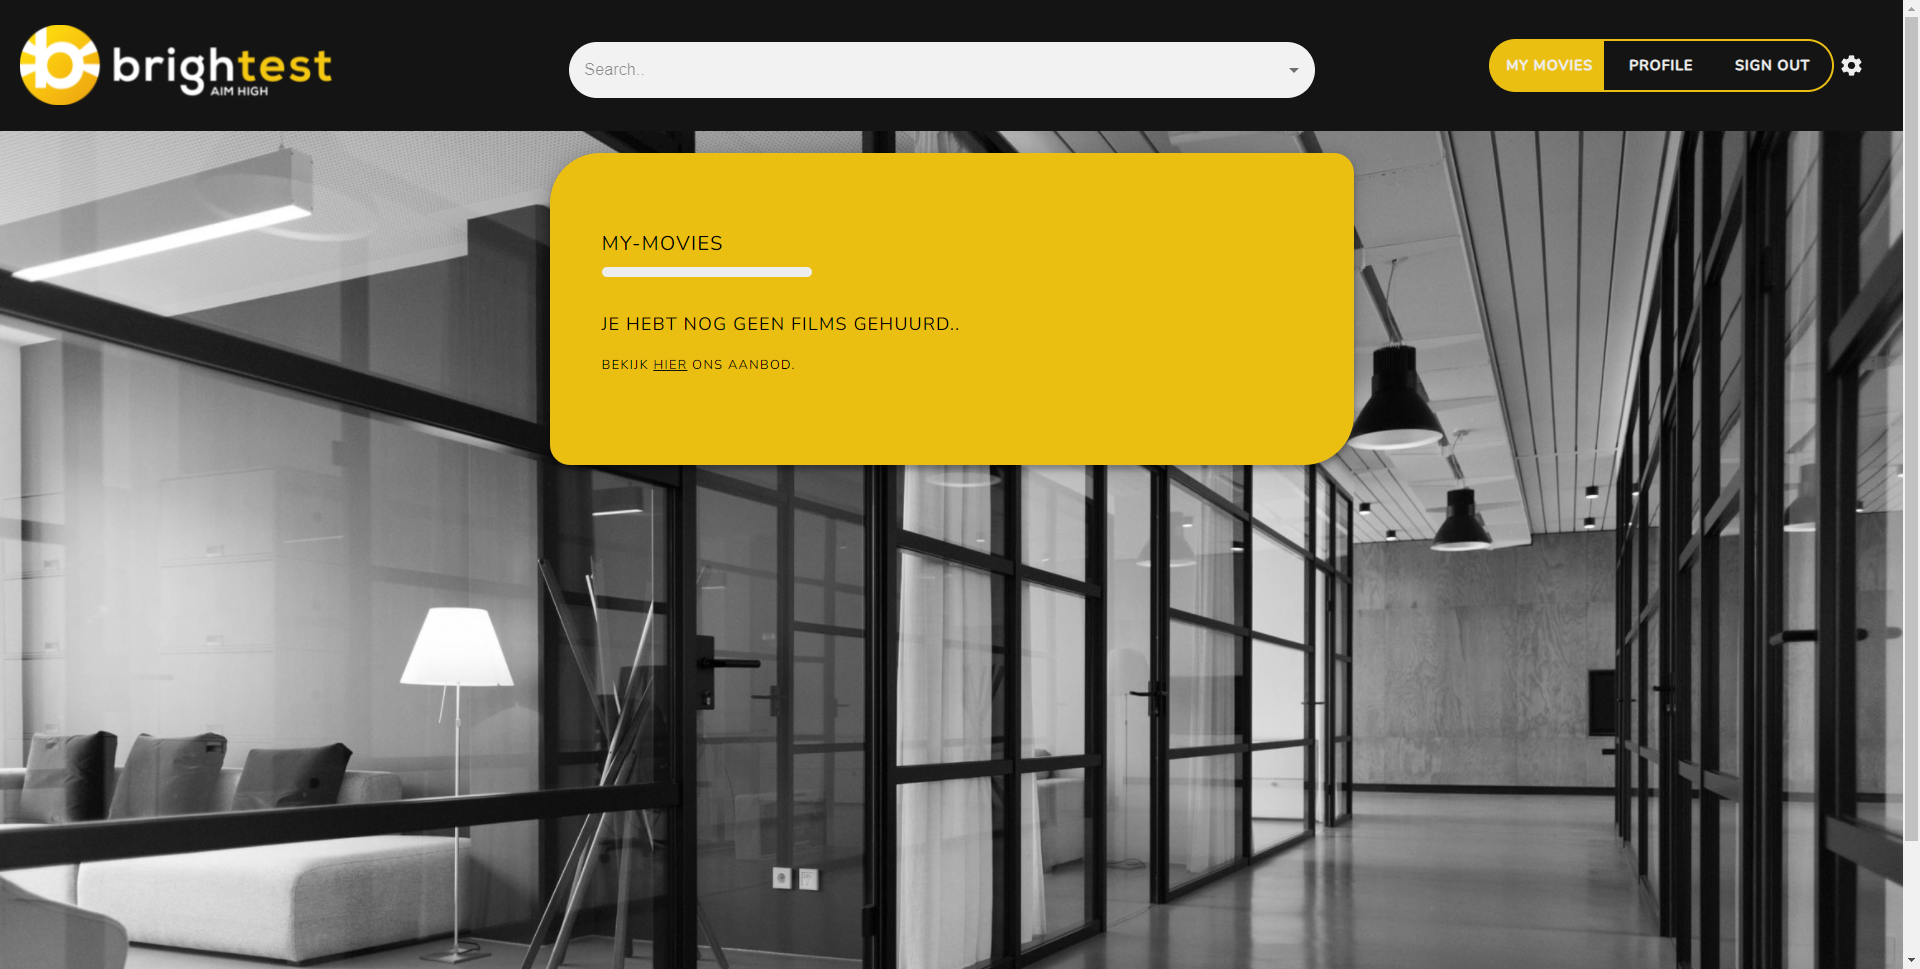 brightest
AIM HIGH
Search..
MY MOVIES
PROFILE
SIGN OUT
MY-MOVIES
JE HEBT NOG GEEN FILMS GEHUURD..
BEKIJK HIER ONS AANBOD.